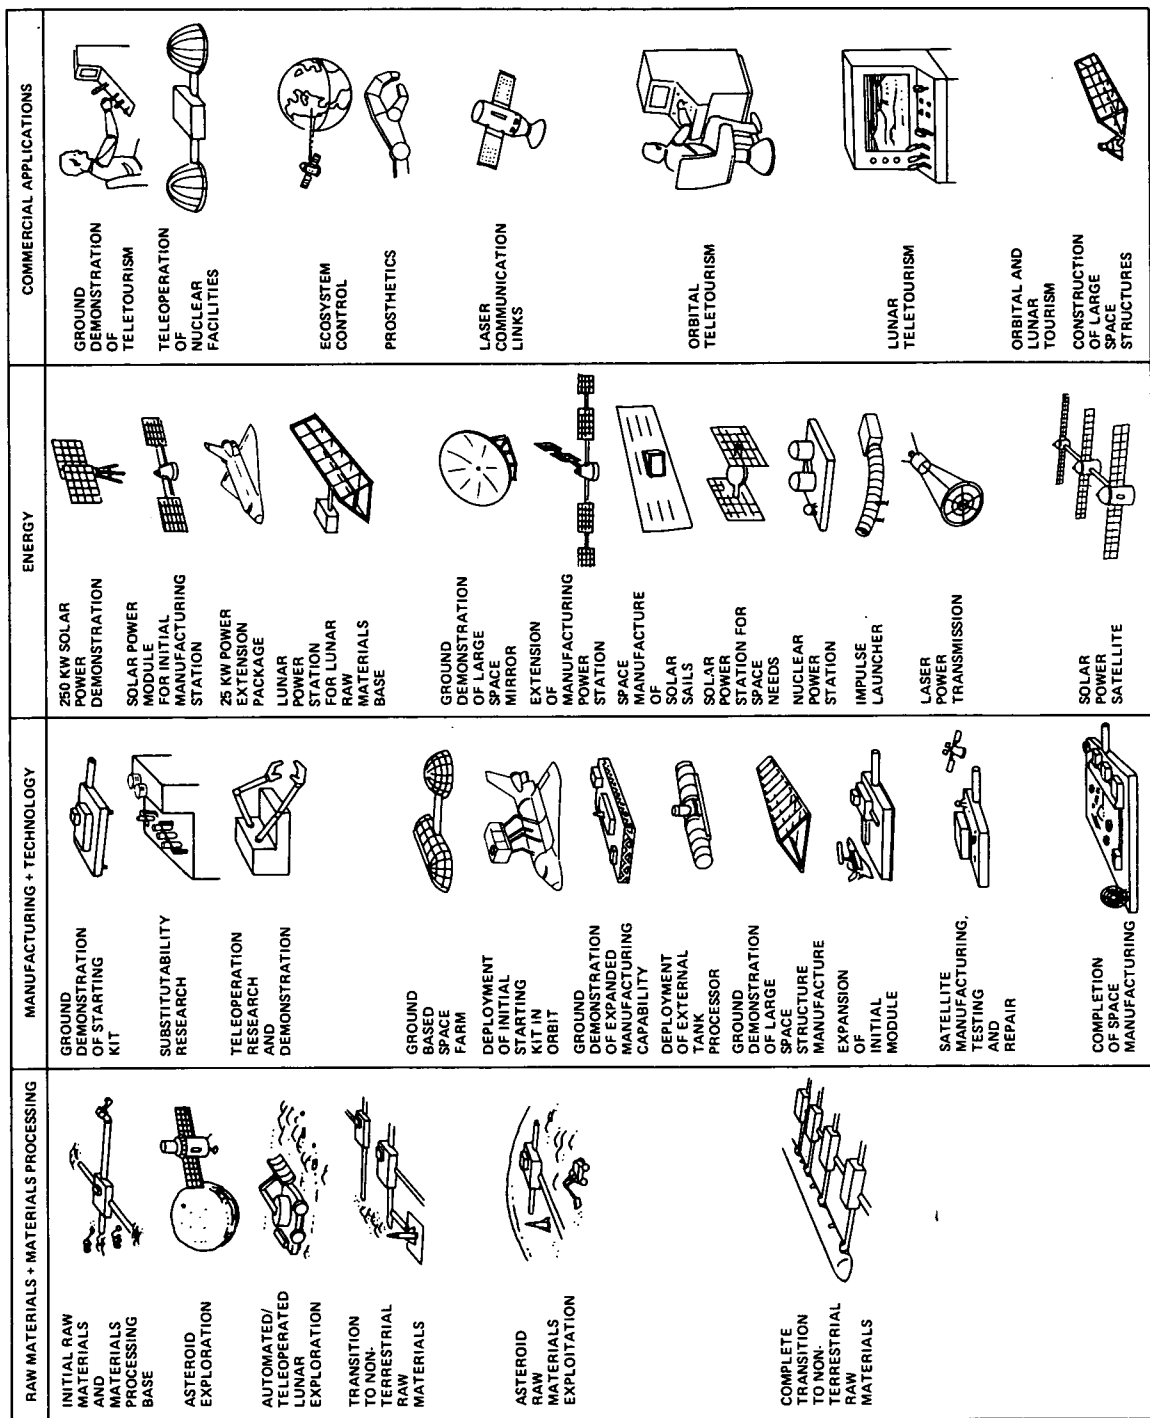 RAW MATERIALS + MATERIALS PROCESSING
INITIAL RAW
MATERIALS
AND
MATERIALS
PROCESSING
BASE
ASTEROID
EXPLORATION
AUTOMATED/
TELEOPERATED
LUNAR
EXPLORATION
TRANSITION
TO NON-
TERRESTRIAL
RAW
MATERIALS
ASTEROID
RAW
MATERIALS
EXPLOITATION
COMPLETE
TRANSITION
TO NON-
TERRESTRIAL
RAW
MATERIALS
MANUFACTURING + TECHNOLOGY
GROUND
DEMONSTRATION
OF STARTING
KIT
SUBSTITUTABILITY
RESEARCH
TELEOPERATION
RESEARCH
AND
DEMONSTRATION
GROUND
BASED
SPACE
FARM
DEPLOYMENT
OF INITIAL
STARTING
KIT IN
ORBIT
GROUND
DEMONSTRATION
OF EXPANDED
MANUFACTURING
CAPABILITY
DEPLOYMENT
OF EXTERNAL
TANK
PROCESSOR
GROUND
DEMONSTRATION
OF LARGE
SPACE
STRUCTURE
MANUFACTURE
EXPANSION
OF
INITIAL
MODULE
SATELLITE
MANUFACTURING,
TESTING
AND
REPAIR
COMPLETION
OF SPACE
MANUFACTURING
ENERGY
250 KW SOLAR
POWER
DEMONSTRATION
SOLAR POWER
MODULE
FOR INITIAL
MANUFACTURING
STATION
25 KW POWER
EXTENSION
PACKAGE
LUNAR
POWER
STATION
FOR LUNAR
RAW
MATERIALS
BASE
GROUND
DEMONSTRATION
OF LARGE
SPACE
MIRROR
EXTENSION
OF
MANUFACTURING
POWER
STATION
SPACE
MANUFACTURE
OF
SOLAR
SAILS
SOLAR
POWER
STATION FOR
SPACE
NEEDS
NUCLEAR
POWER
STATION
IMPULSE
LAUNCHER
LASER
POWER
TRANSMISSION
SOLAR
POWER
SATELLITE
COMMERCIAL APPLICATIONS
GROUND
DEMONSTRATION
OF
TELETOURISM
TELEOPERATION
OF
NUCLEAR
FACILITIES
ECOSYSTEM
CONTROL
PROSTHETICS
LASER
COMMUNICATION
LINKS
ORBITAL
TELETOURISM
LUNAR
TELETOURISM
ORBITAL AND
LUNAR
TOURISM
CONSTRUCTION
OF LARGE
SPACE
STRUCTURES